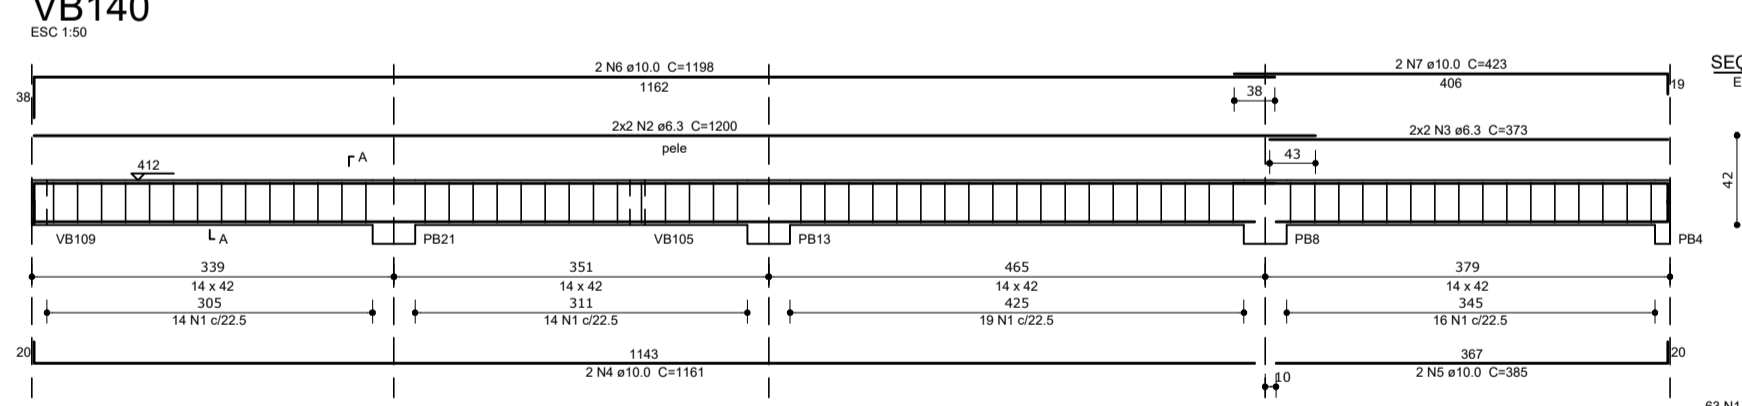 VB140
ESC 1:50
2 N6 ø10.0 C=1198
1162
38
38
2 N7 ø10.0 C=423
406
19
2x2 N2 ø6.3 C=1200
pele
2x2 N3 ø6.3 C=373
43
412
A
A
42
VB109
PB21
VB105
PB13
PB8
PB4
339
351
465
379
14 x 42
14 x 42
14 x 42
14 x 42
305
311
425
345
14 N1 c/22.5
14 N1 c/22.5
19 N1 c/22.5
16 N1 c/22.5
20
1143
367
20
2 N4 ø10.0 C=1161
2 N5 ø10.0 C=385
10